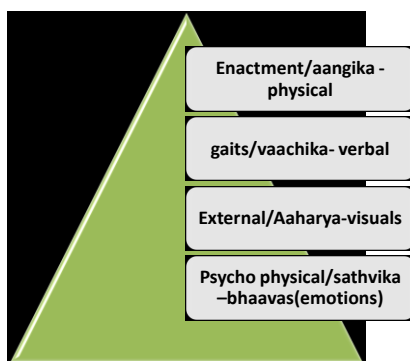 Enactment/aangika -
physical
gaits/vaachika- verbal
External/Aaharya-visuals
Psycho physical/sathvika
–bhaavas(emotions)